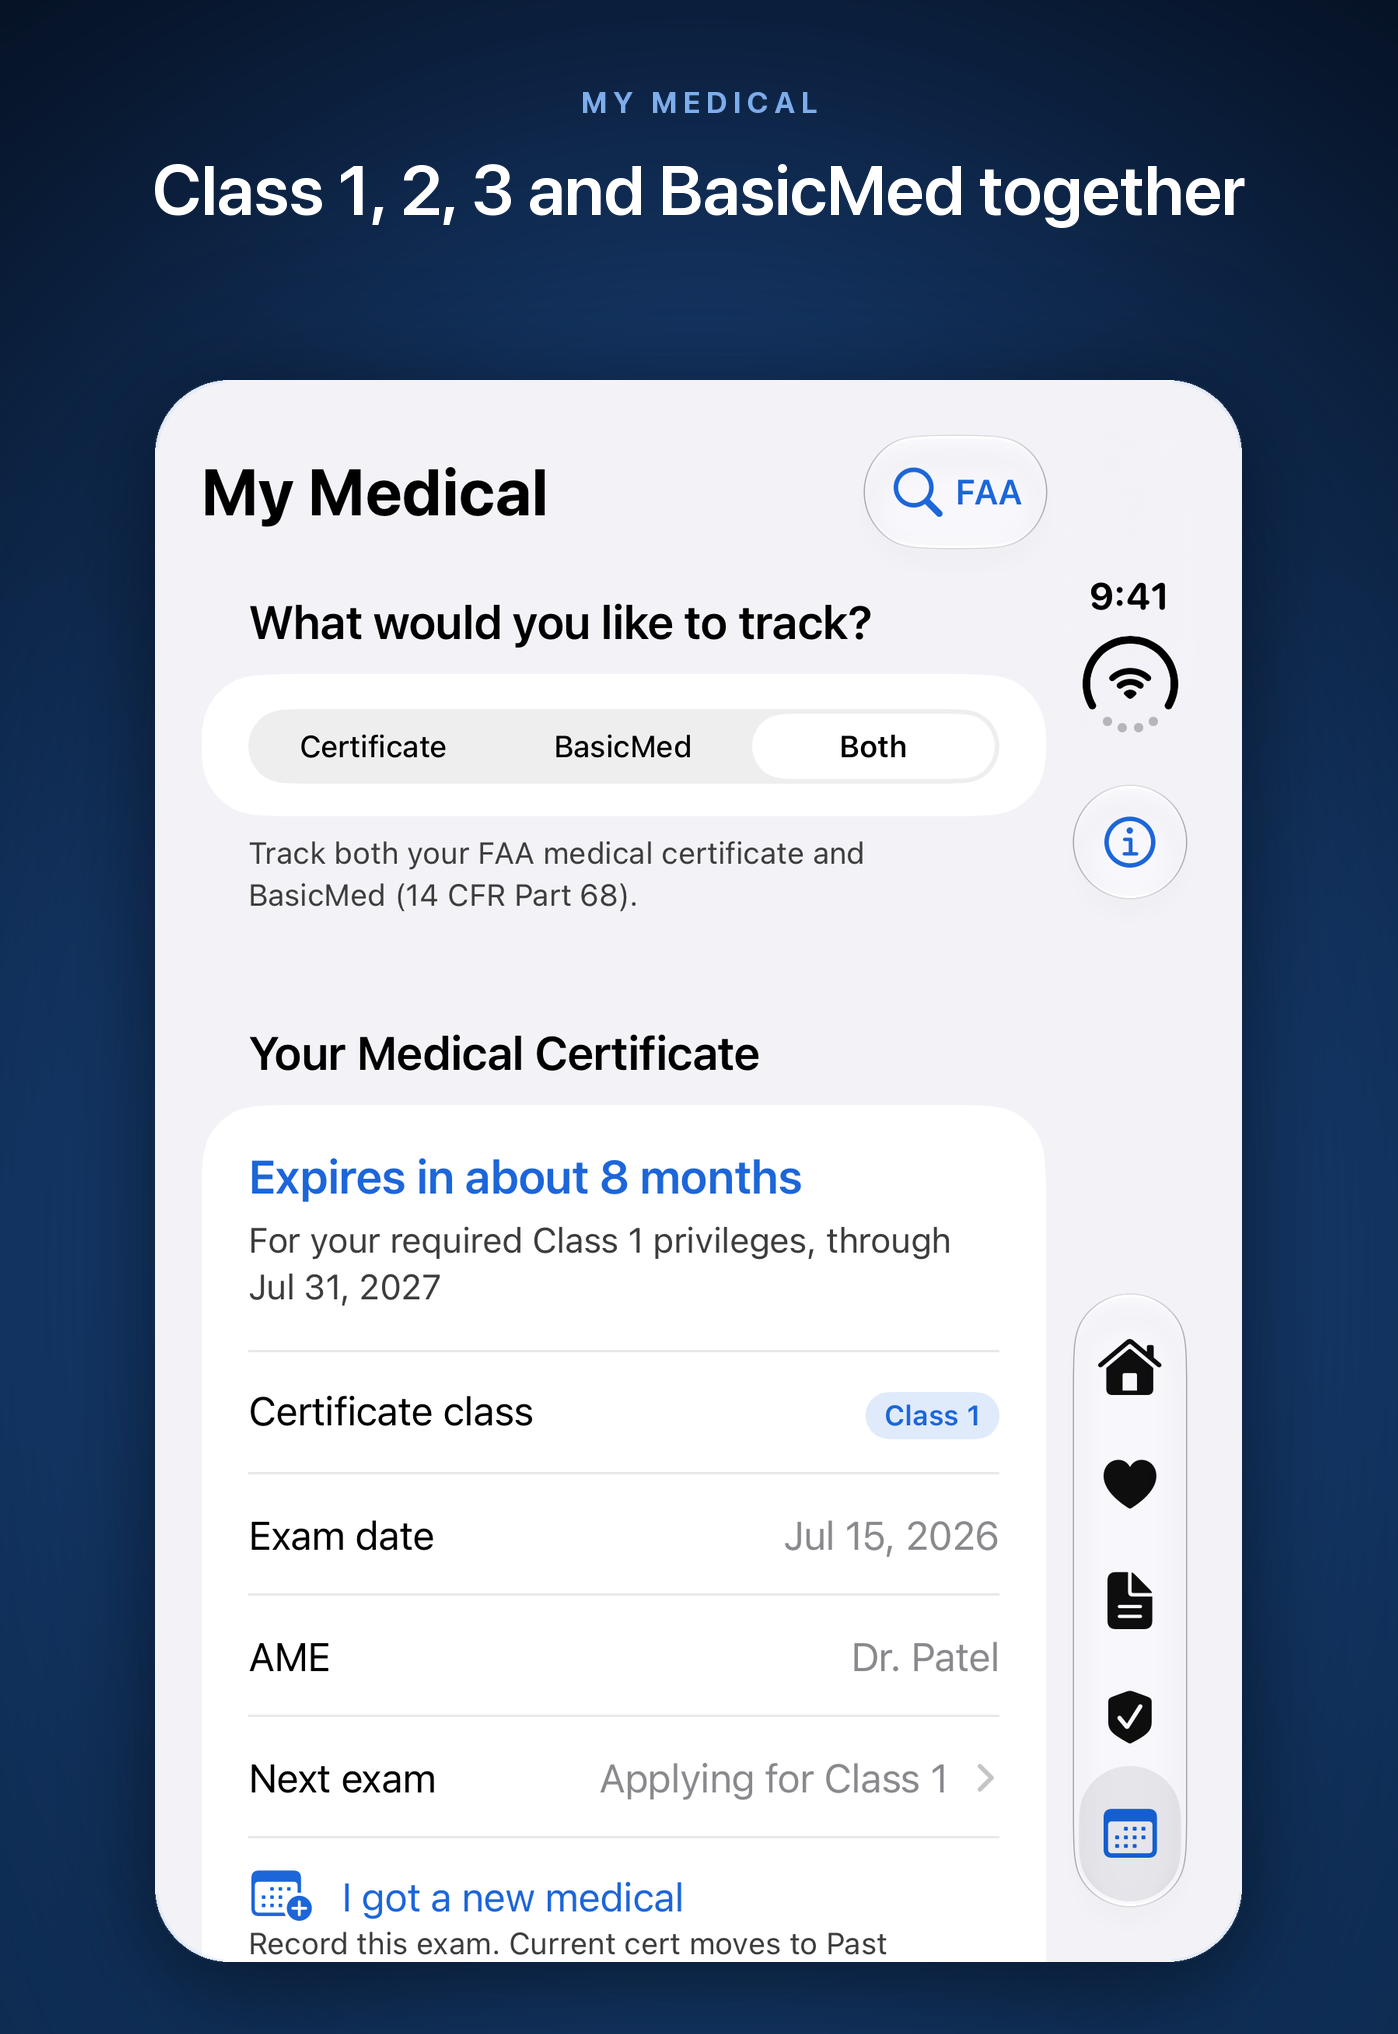 MY MEDICAL
Class 1, 2, 3 and BasicMed together
My Medical
FAA
9:41
What would you like to track?
Certificate
BasicMed
Both
Track both your FAA medical certificate and
BasicMed (14 CFR Part 68).
Your Medical Certificate
Expires in about 8 months
For your required Class 1 privileges, through
Jul 31, 2027
Certificate class
Class 1
Exam date
Jul 15, 2026
AME
Dr. Patel
Next exam
Applying for Class 1
I got a new medical
Record this exam. Current cert moves to Past